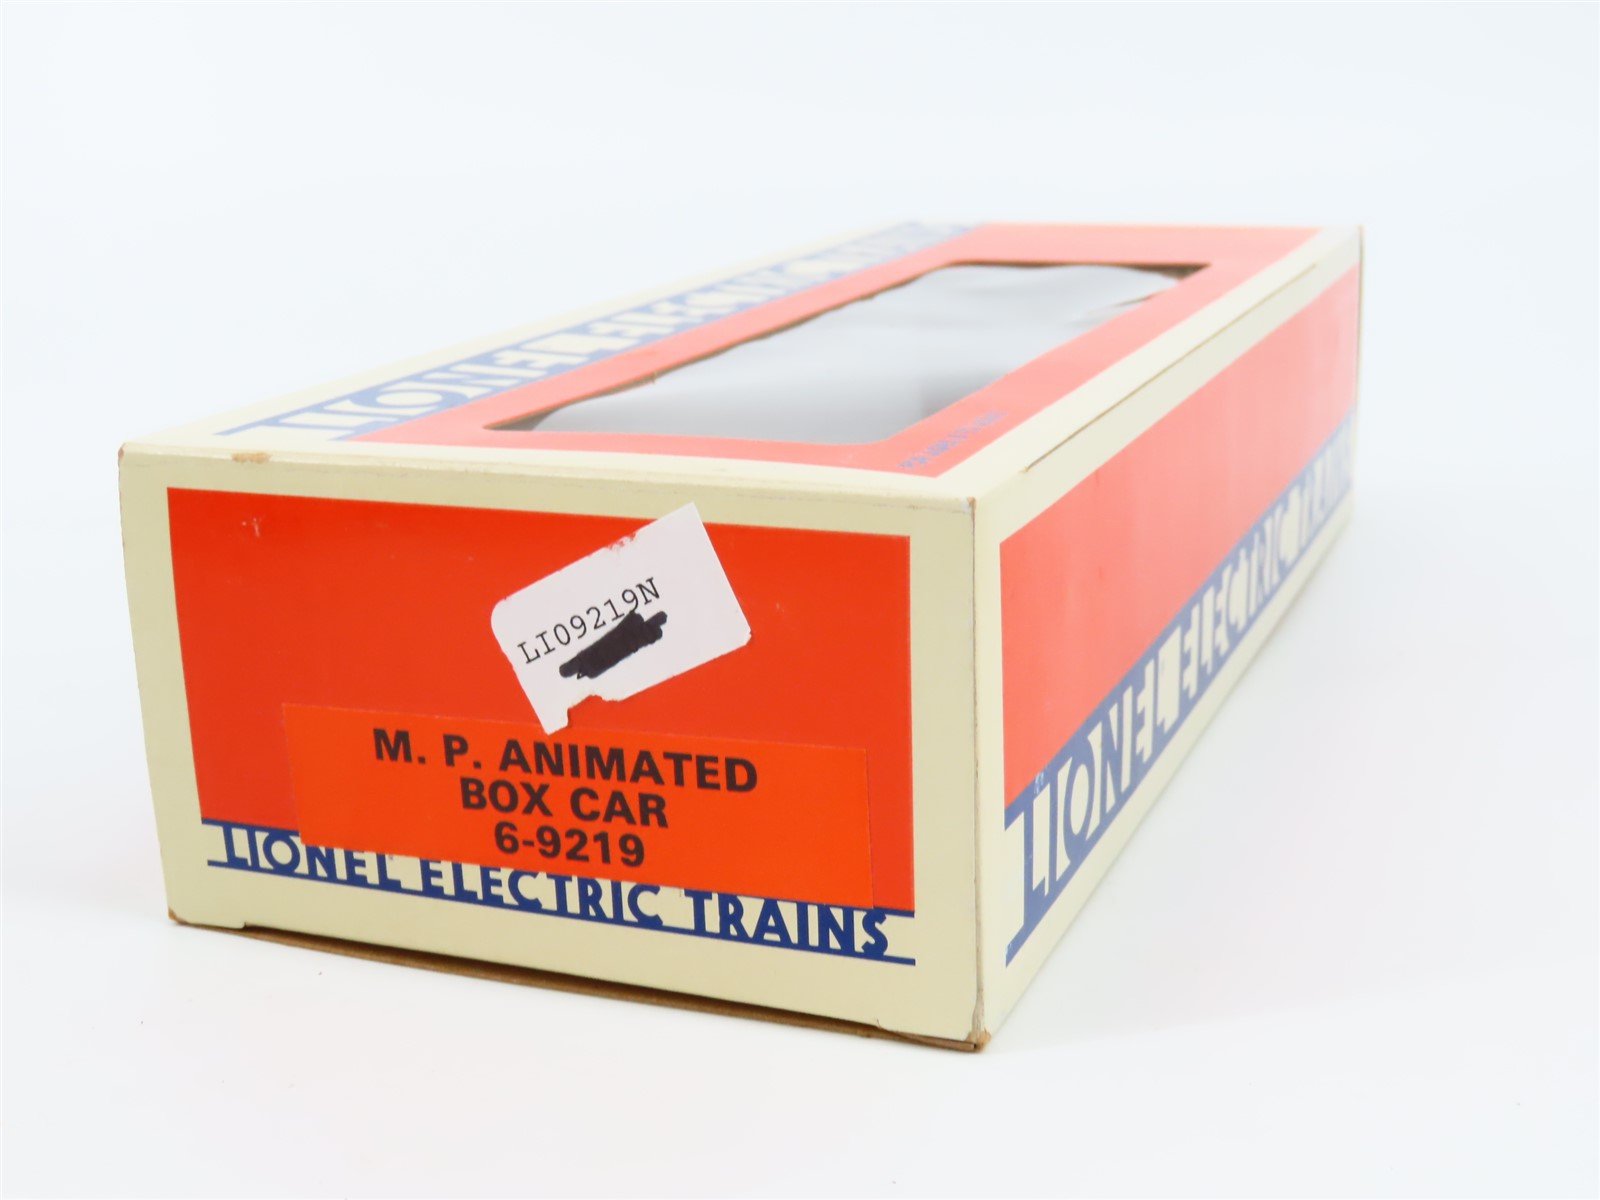 LIONEL ELECTRIC TRAINS
LI09219N
M. P. ANIMATED
BOX CAR
6-9219
LIONEL ELECTRIC TRAINS
LIONEL ELECTRIC TRAINS